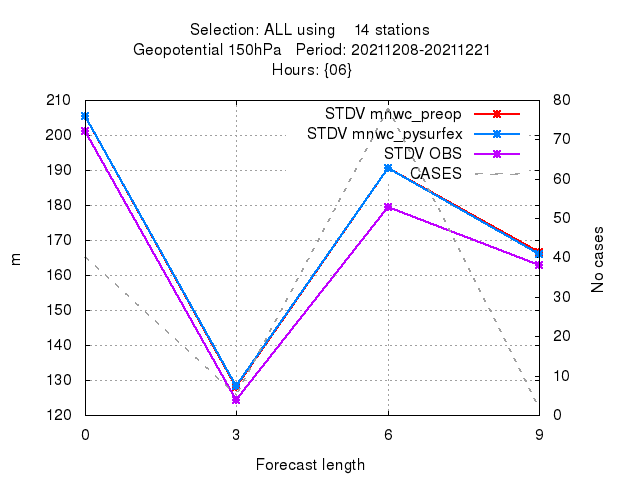 Selection: ALL using 14 stations
Geopotential 150hPa Period: 20211208-20211221
Hours: {06}
210
200
190
180
170
160
150
140
130
120
80
70
60
50
40
30
20
10
0
STDV mnwc_preop
STDV mnwc_pysurfex
STDV OBS
CASES
m
No cases
0 3 6 9
Forecast length